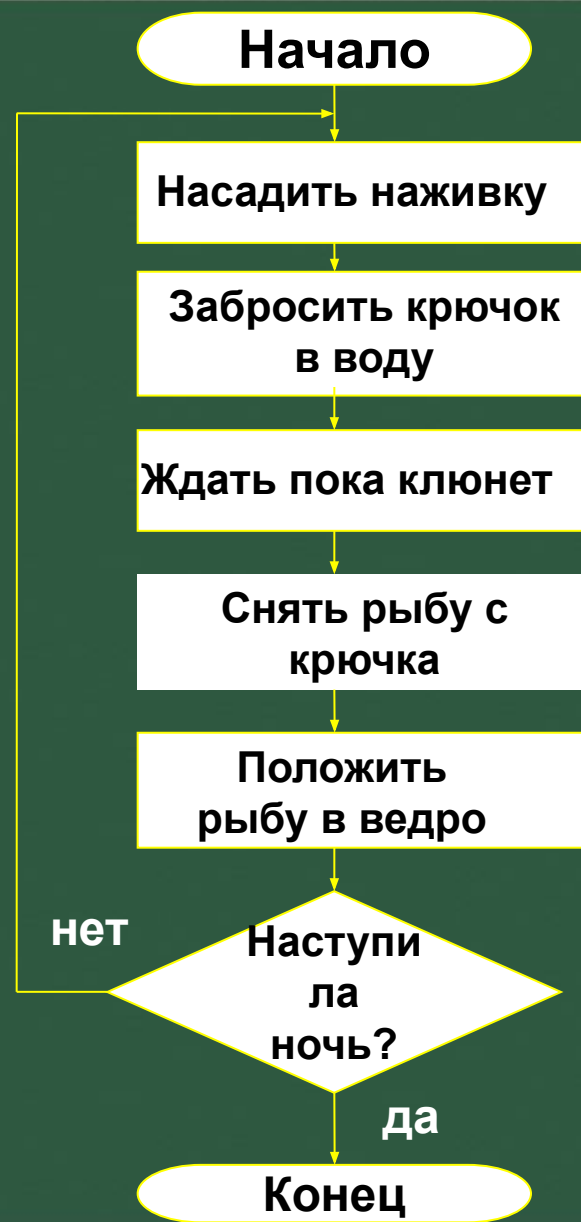 Начало
Насадить наживку
Забросить крючок
в воду
Ждать пока клюнет
Снять рыбу с
крючка
Положить
рыбу в ведро
нет
Наступи
ла
ночь?
да
Конец